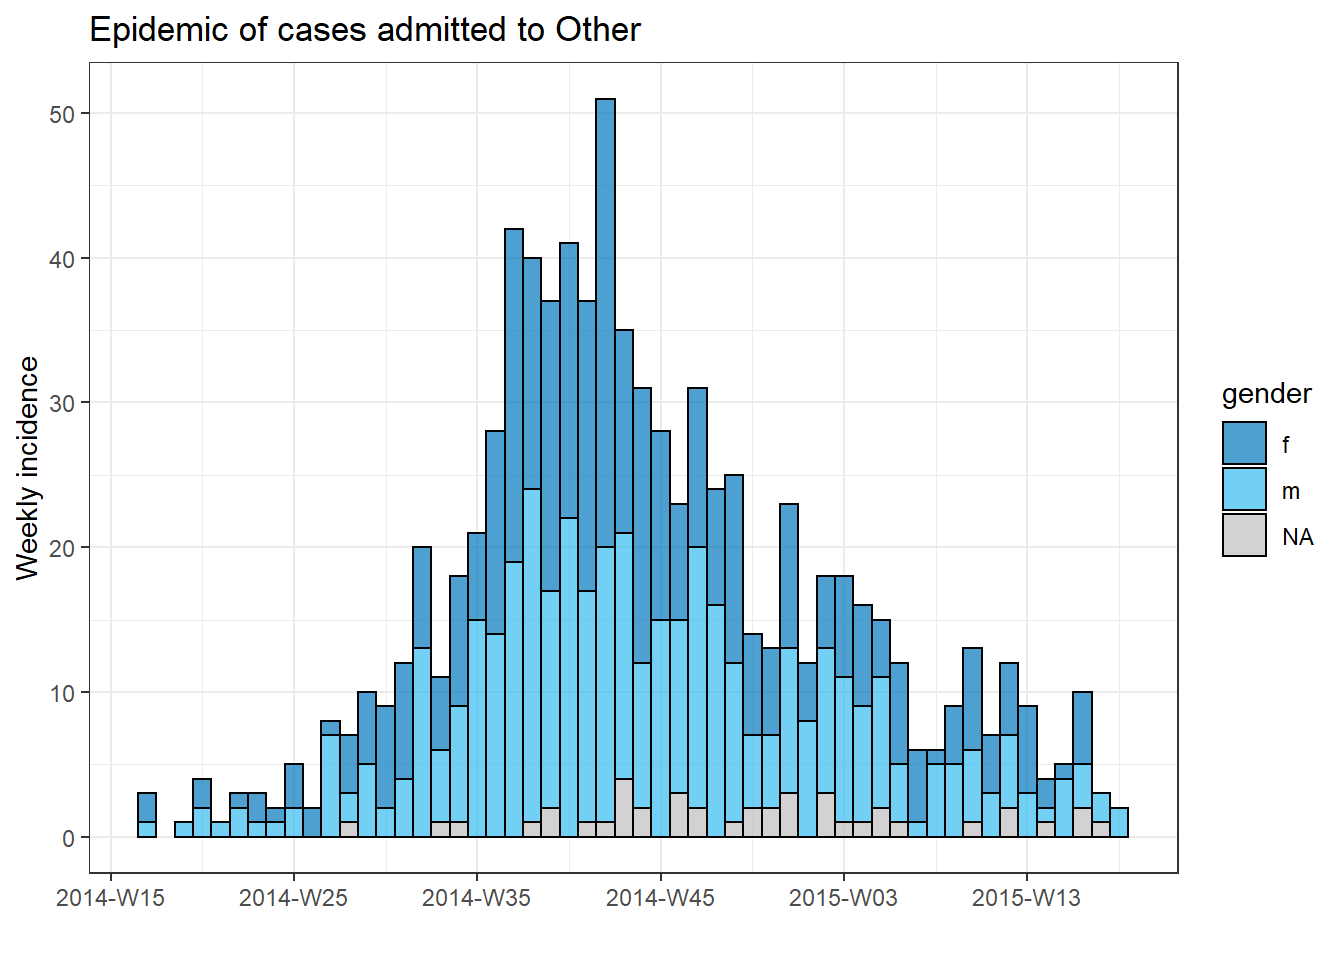 Epidemic of cases admitted to Other
Weekly incidence
50
40
30
20
10
0
2014-W15 2014-W25 2014-W35 2014-W45 2015-W03 2015-W13
gender
f
m
NA